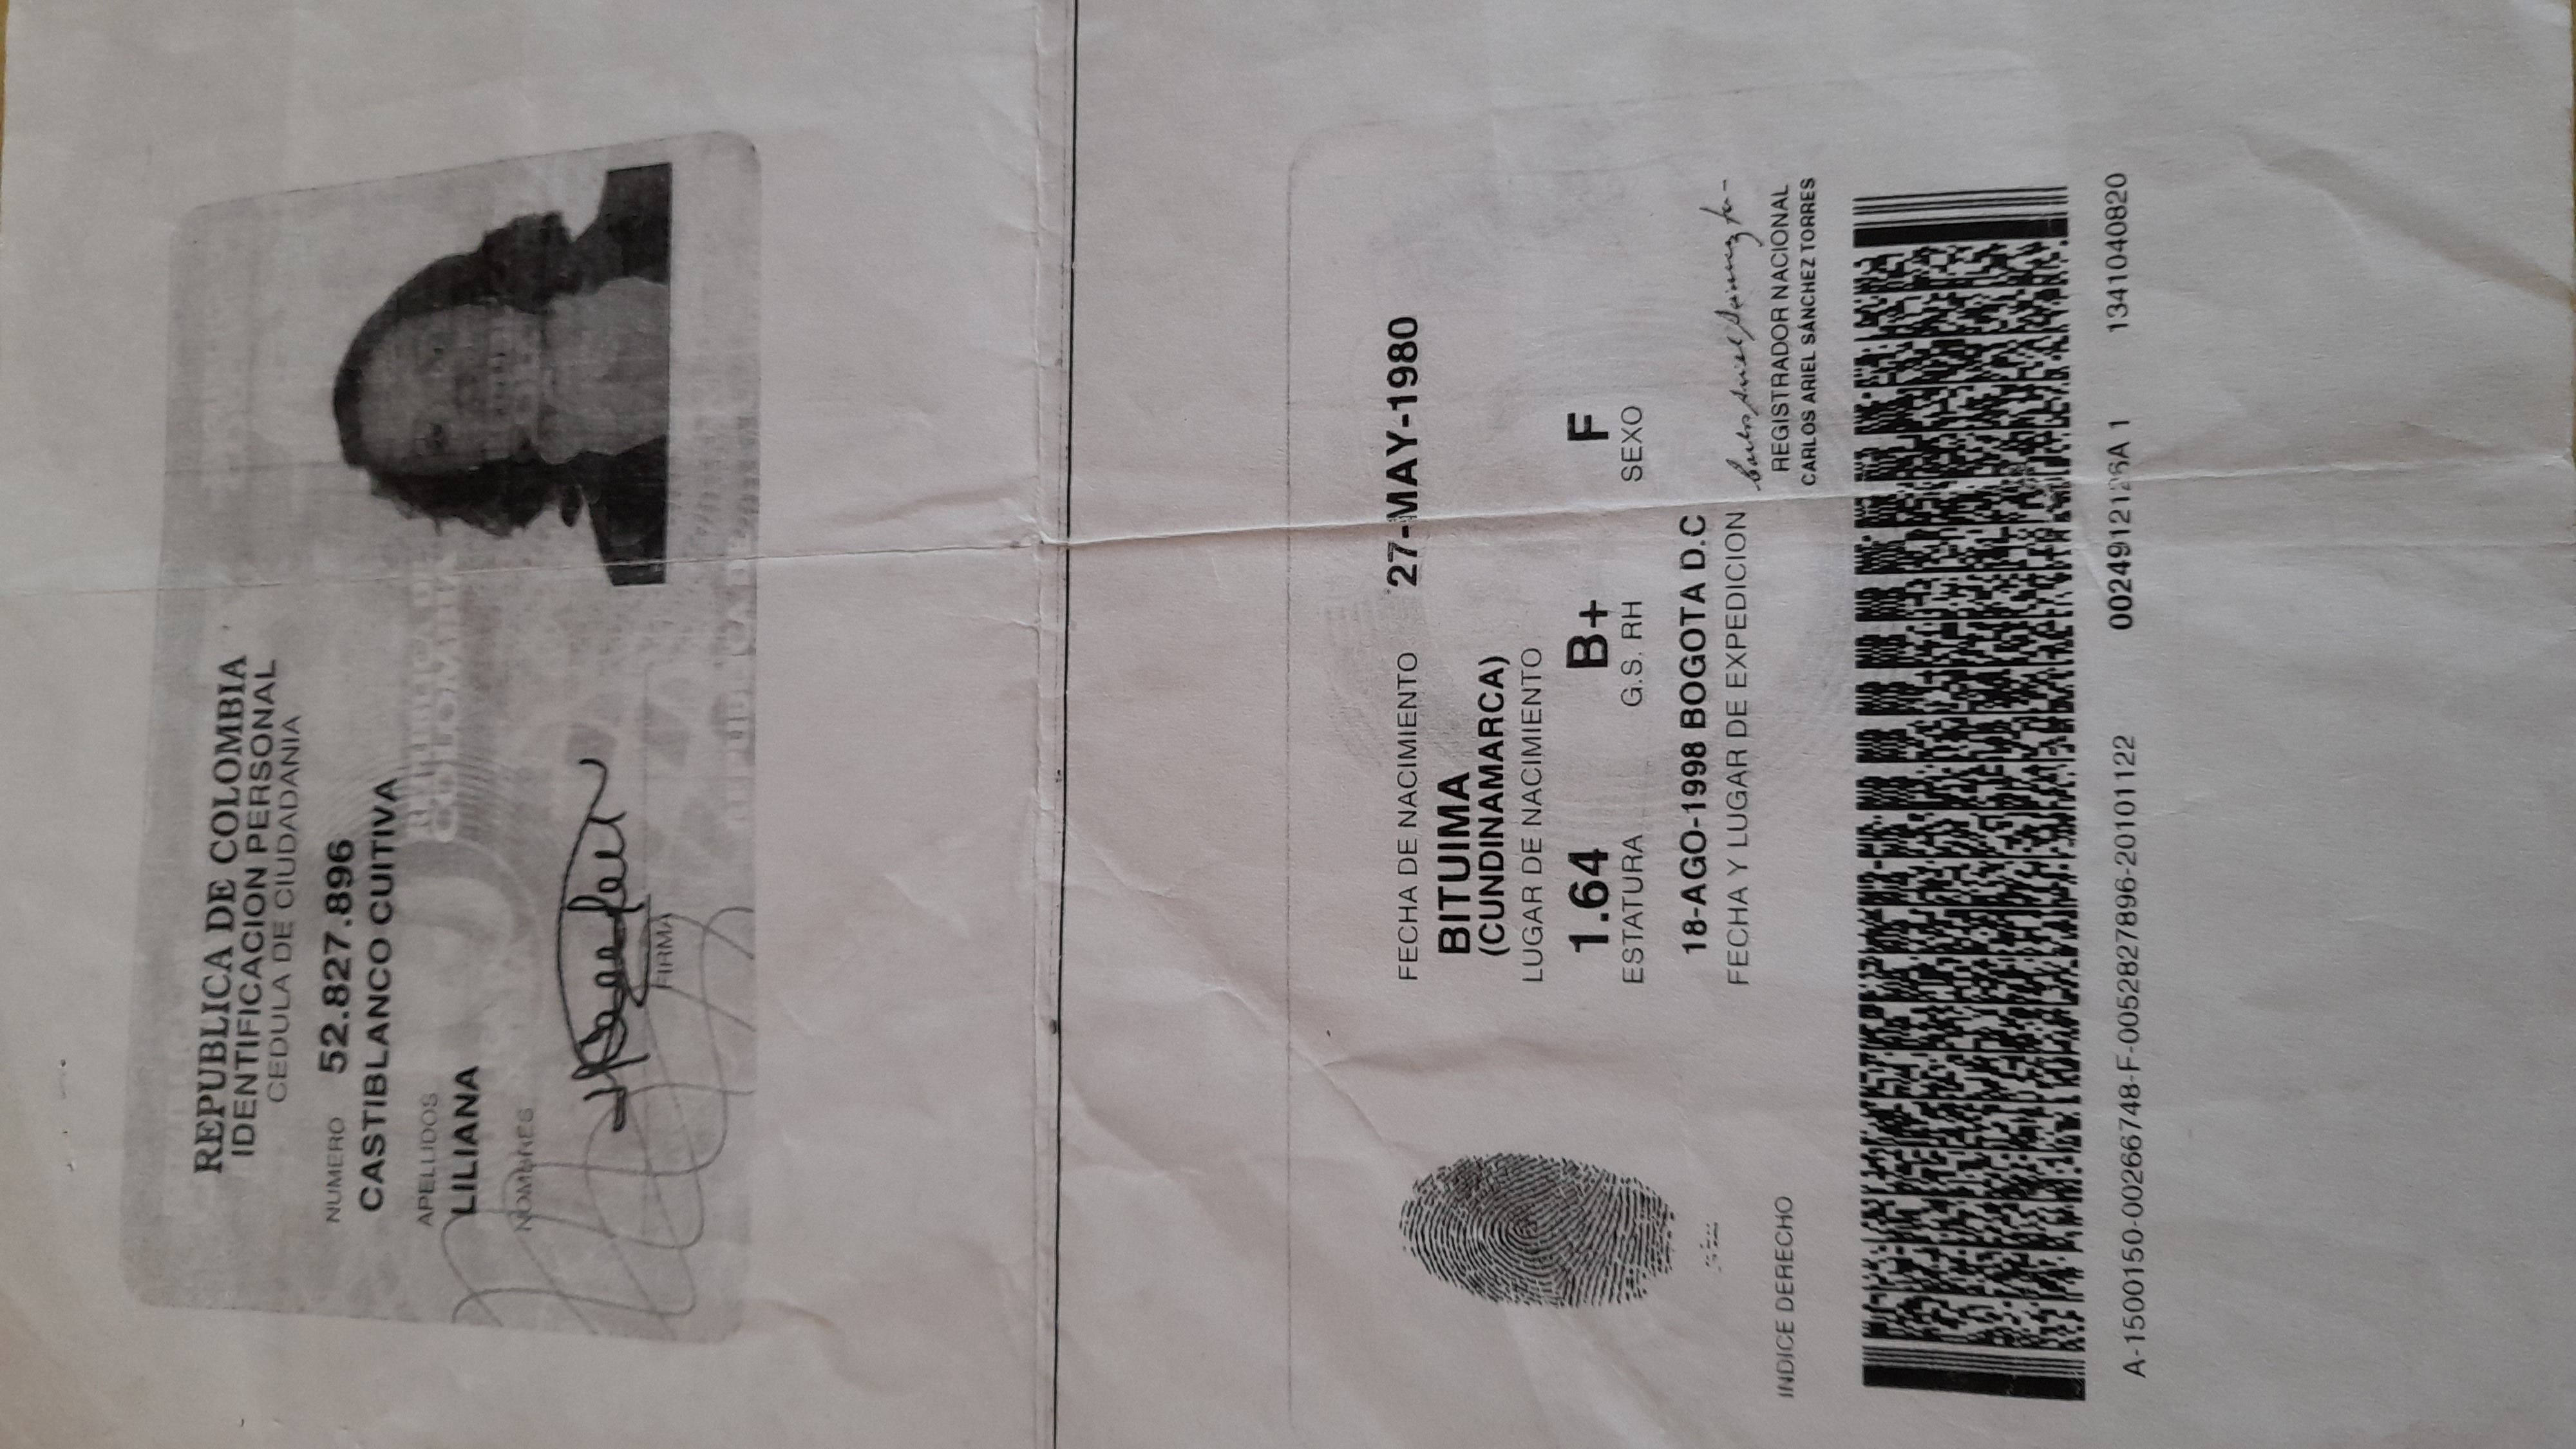 REPUBLICA DE COLOMBIA
IDENTIFICACION PERSONAL
CEDULA DE CIUDADANIA
NUMERO 52.827.896
CASTIBLANCO CUITIVA
APELLIDOS
LILIANA
NOMBRES
FIRMA
REPUBLICA DE
COLOMBIA
REPUBLICA DE
FECHA DE NACIMIENTO 27-MAY-1980
BITUIMA
(CUNDINAMARCA)
LUGAR DE NACIMIENTO
1.64 B+ F
ESTATURA G.S. RH SEXO
18-AGO-1998 BOGOTA D.C
FECHA Y LUGAR DE EXPEDICION
INDICE DERECHO
REGISTRADOR NACIONAL
CARLOS ARIEL SÁNCHEZ TORRES
A-1500150-00266748-F-0052827896-20101122 1341040820